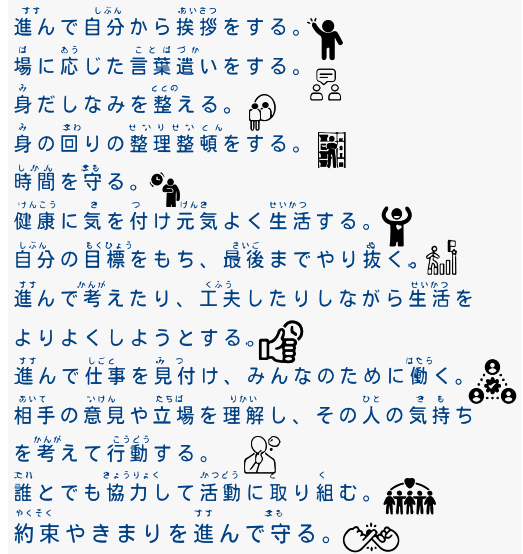 進んで自分から挨拶をする。
場に応じた言葉遣いをする。
身だしなみを整える。
身の回りの整理整頓をする。
時間を守る。
健康に気を付け元気よく生活する。
自分の目標をもち、最後までやり抜く。
進んで考えたり、工夫したりしながら生活を
よりよくしようとする。
進んで仕事を見付け、みんなのために働く。
相手の意見や立場を理解し、その人の気持ち
を考えて行動する。
誰とでも協力して活動に取り組む。
約束やきまりを進んで守る。